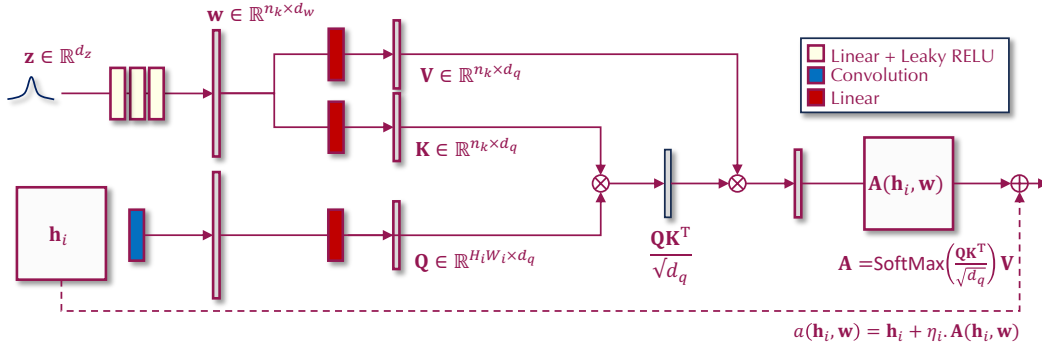 𝐰 ∈ ℝ^{n_k×d_w}
𝐳 ∈ ℝ^{d_z}
𝐕 ∈ ℝ^{n_k×d_q}
Linear + Leaky RELU
Convolution
Linear
𝐊 ∈ ℝ^{n_k×d_q}
𝐡_i
𝐐 ∈ ℝ^{H_iW_i×d_q}
𝐐𝐊^T
√d_q
𝐀(𝐡_i, 𝐰)
𝐀 =SoftMax(𝐐𝐊^T/√d_q) 𝐕
a(𝐡_i, 𝐰) = 𝐡_i + η_i. 𝐀(𝐡_i, 𝐰)